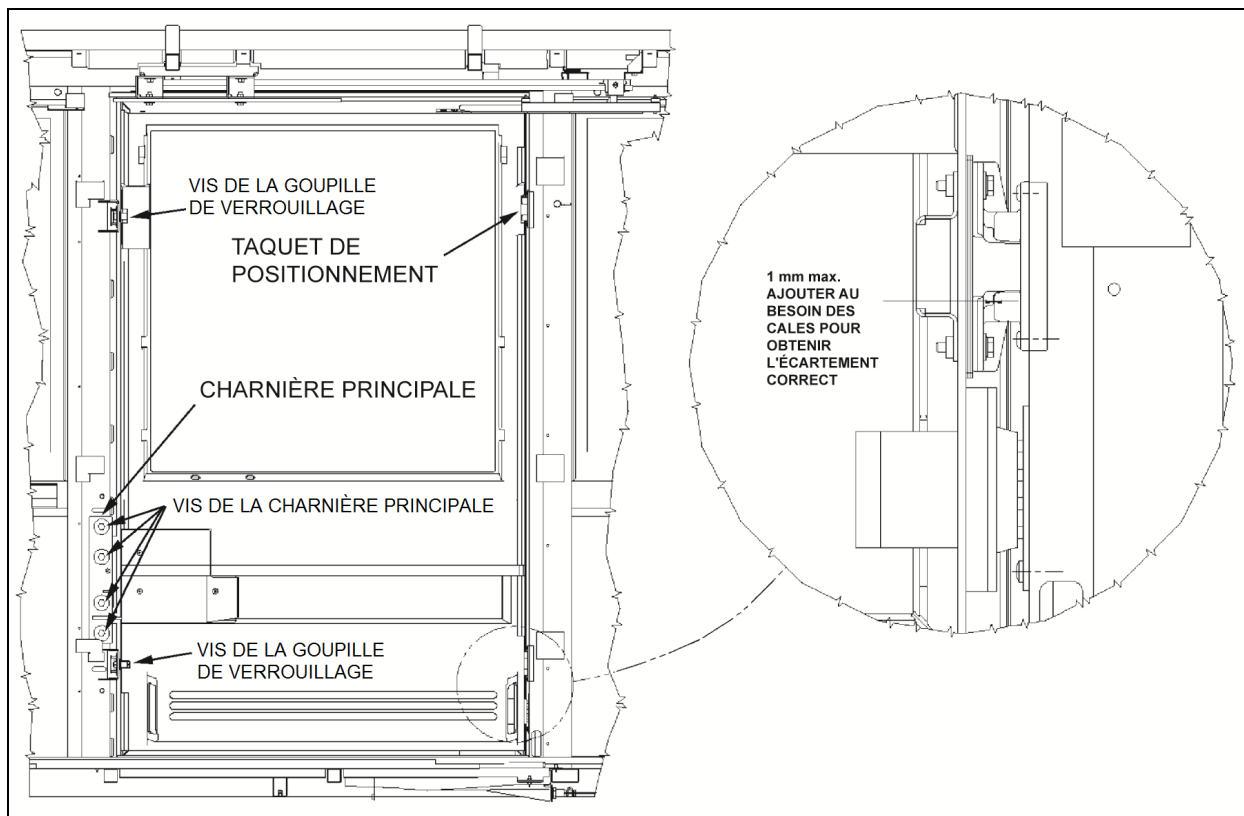 VIS DE LA GOUPILLE
DE VERROUILLAGE
TAQUET DE
POSITIONNEMENT
CHARNIÈRE PRINCIPALE
VIS DE LA CHARNIÈRE PRINCIPALE
VIS DE LA GOUPILLE
DE VERROUILLAGE
1 mm max.
AJOUTER AU
BESOIN DES
CALES POUR
OBTENIR
L'ÉCARTEMENT
CORRECT